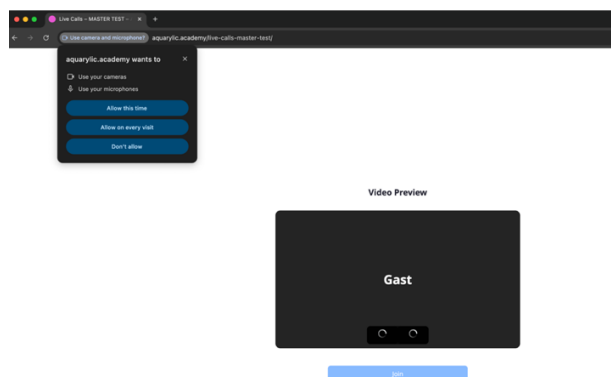 Live Calls – MASTER TEST -
Use camera and microphone?
aquarylic.academy/live-calls-master-test/
aquarylic.academy wants to
Use your cameras
Use your microphones
Allow this time
Allow on every visit
Don't allow
Video Preview
Gast
Join